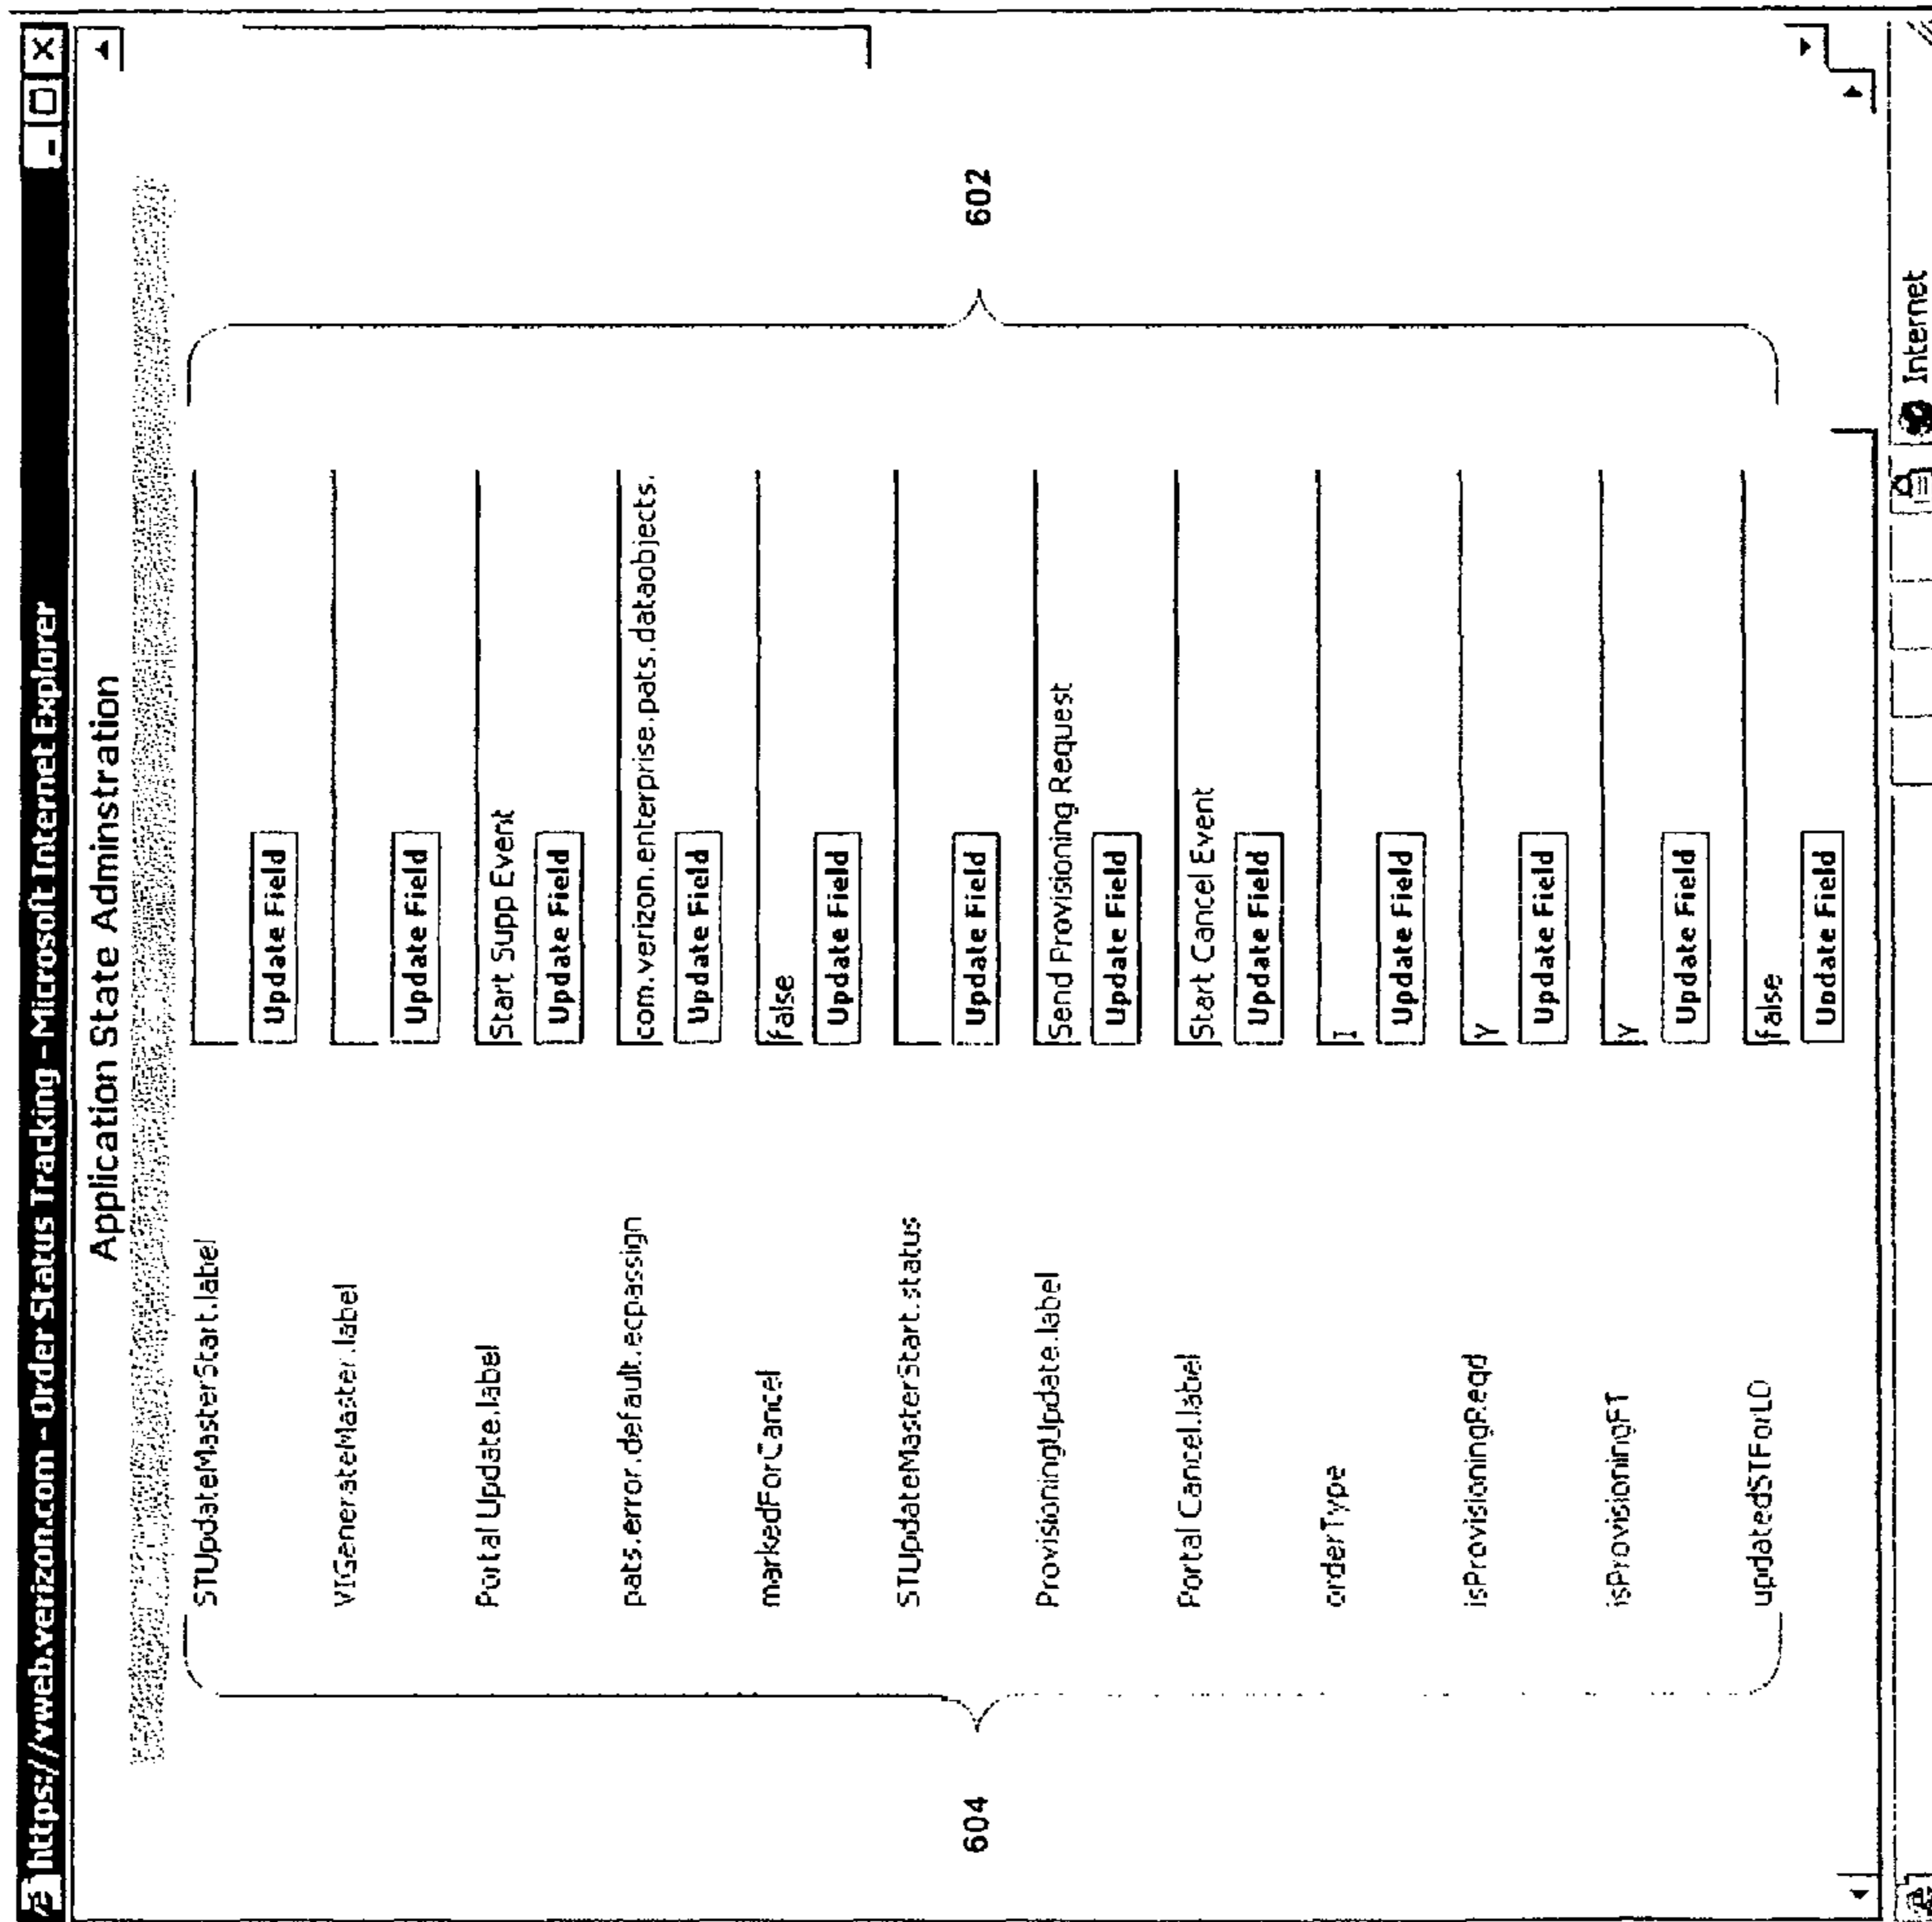 https://vweb.verizon.com - Order Status Tracking - Microsoft Internet Explorer
Application State Adminstration
STUpdateMasterStart.label
Update Field
VIGenerateMaster.label
Update Field
Portal Update.label Start Supp Event
Update Field
pats.error.default.ecpassign com.verizon.enterprise.pats.dataobjects.
Update Field
markedForCancel false
Update Field
STUpdateMasterStart.status
Update Field
604
602
ProvisioningUpdate.label Send Provisioning Request
Update Field
Portal Cancel.label Start Cancel Event
Update Field
orderType I
Update Field
isProvisioningReqd Y
Update Field
isProvisioningFT Y
Update Field
updatedSTForLD false
Update Field
Internet